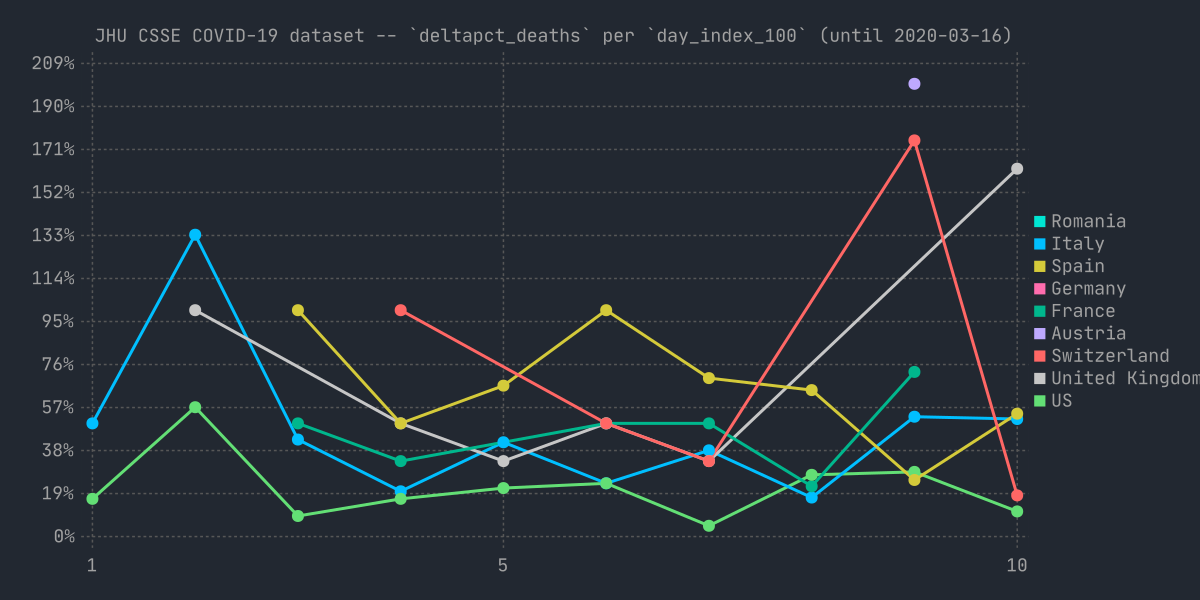 JHU CSSE COVID-19 dataset -- `deltapct_deaths` per `day_index_100` (until 2020-03-16)
209%
190%
171%
152%
133%
114%
95%
76%
57%
38%
19%
0%
1
5
10
Romania
Italy
Spain
Germany
France
Austria
Switzerland
United Kingdom
US